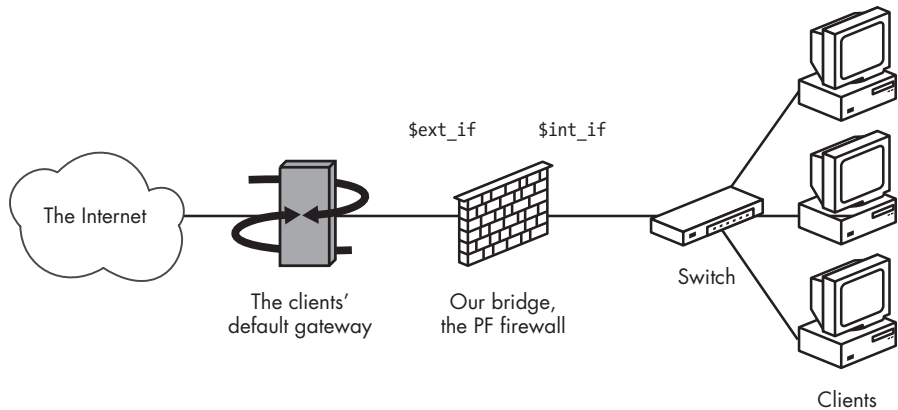 $ext_if
$int_if
The Internet
The clients’
default gateway
Our bridge,
the PF firewall
Switch
Clients